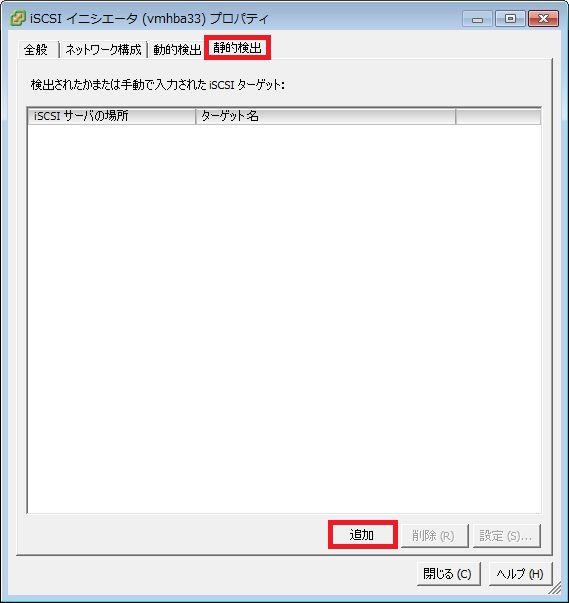 iSCSI イニシエータ (vmhba33) プロパティ
全般 ネットワーク構成 動的検出 静的検出
検出されたかまたは手動で入力された iSCSI ターゲット:
iSCSI サーバの場所 ターゲット名
追加 削除 (R) 設定 (S)...
閉じる (C) ヘルプ (H)